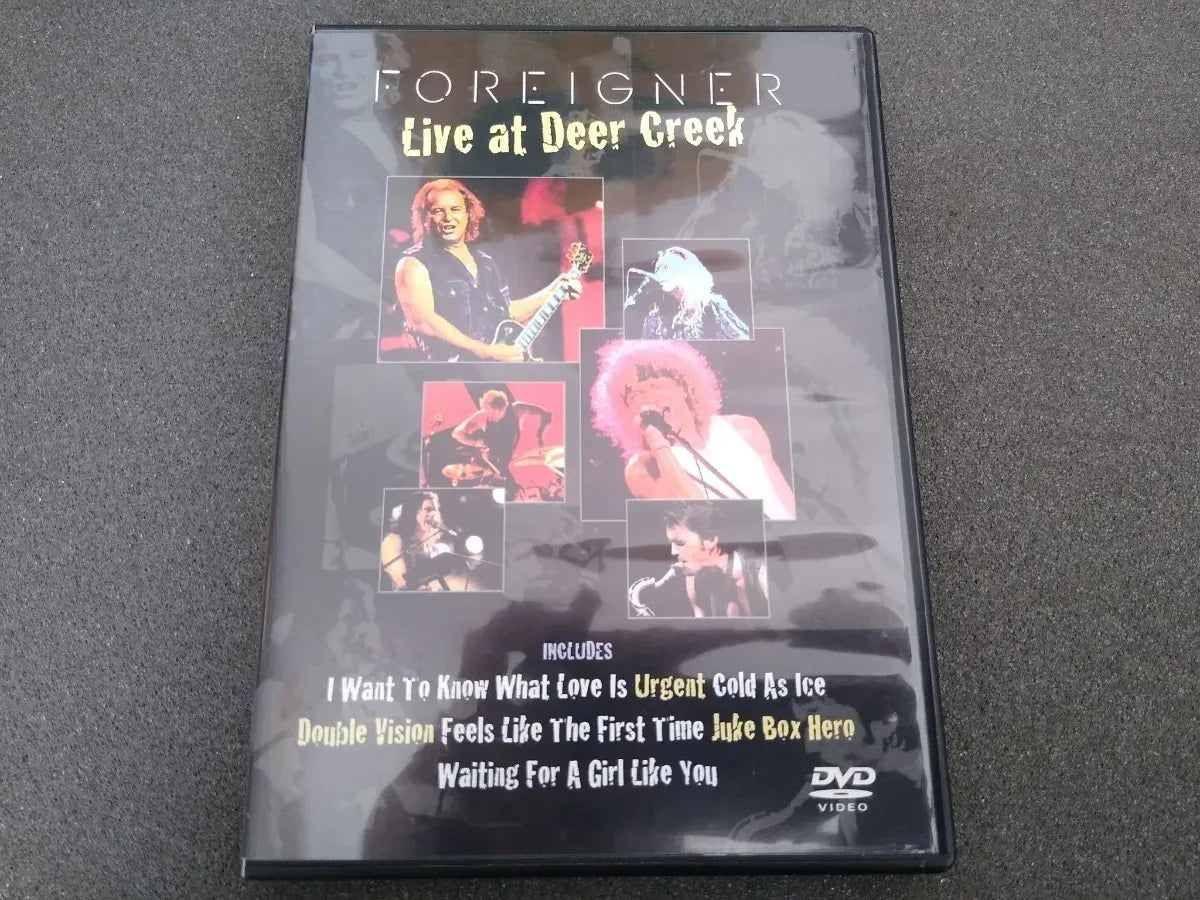 FOREIGNER
Live at Deer Creek
INCLUDES
I Want To Know What Love Is Urgent Cold As Ice
Double Vision Feels Like The First Time Juke Box Hero
Waiting For A Girl Like You
DVD
VIDEO